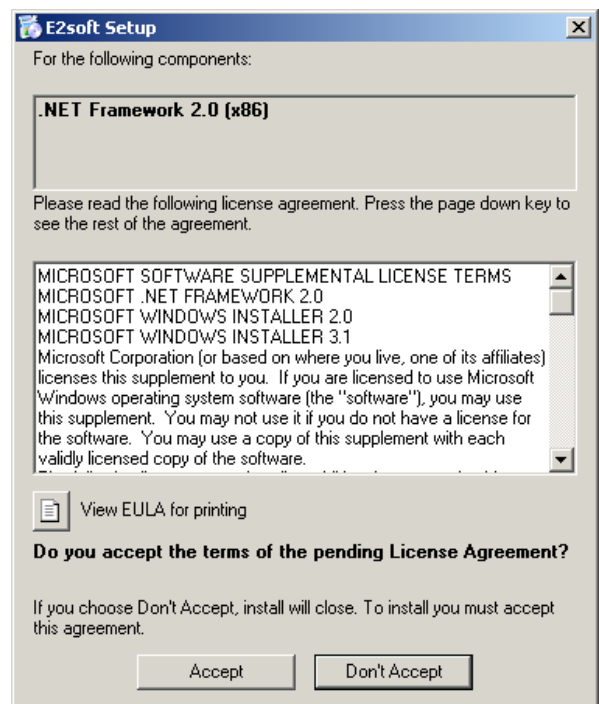 E2soft Setup
For the following components:
.NET Framework 2.0 (x86)
Please read the following license agreement. Press the page down key to
see the rest of the agreement.
MICROSOFT SOFTWARE SUPPLEMENTAL LICENSE TERMS
MICROSOFT .NET FRAMEWORK 2.0
MICROSOFT WINDOWS INSTALLER 2.0
MICROSOFT WINDOWS INSTALLER 3.1
Microsoft Corporation (or based on where you live, one of its affiliates)
licenses this supplement to you.  If you are licensed to use Microsoft
Windows operating system software (the "software"), you may use
this supplement.  You may not use it if you do not have a license for
the software.  You may use a copy of this supplement with each
validly licensed copy of the software.
View EULA for printing
Do you accept the terms of the pending License Agreement?
If you choose Don't Accept, install will close. To install you must accept
this agreement.
Accept
Don't Accept